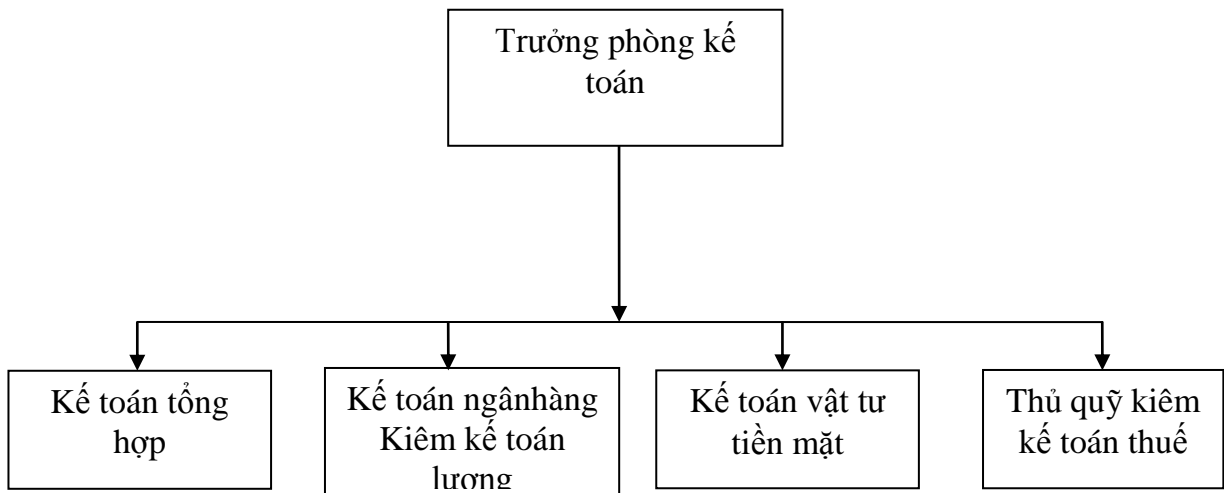 Trưởng phòng kế
toán
Kế toán tổng
hợp
Kế toán ngânhàng
Kiêm kế toán
lương
Kế toán vật tư
tiền mặt
Thủ quỹ kiêm
kế toán thuế